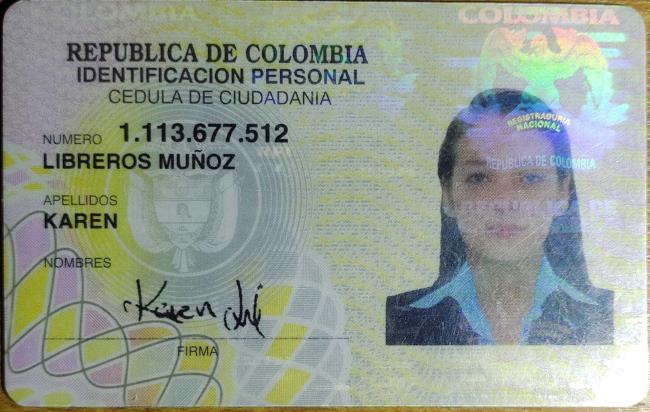 COLOMBIA COLOMBIA
REPUBLICA DE COLOMBIA
IDENTIFICACION PERSONAL
CEDULA DE CIUDADANIA
NUMERO 1.113.677.512
LIBREROS MUÑOZ
APELLIDOS
KAREN
NOMBRES
Karen
FIRMA
REGISTRADURIA
NACIONAL
REPUBLICA DE COLOMBIA